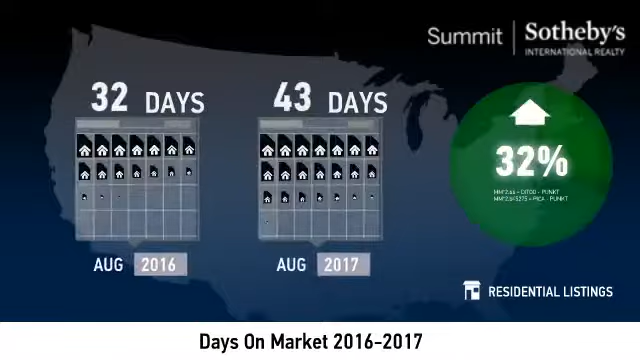 Summit | Sotheby's
INTERNATIONAL REALTY
32 DAYS
43 DAYS
32%
AUG 2016
AUG 2017
RESIDENTIAL LISTINGS
Days On Market 2016-2017